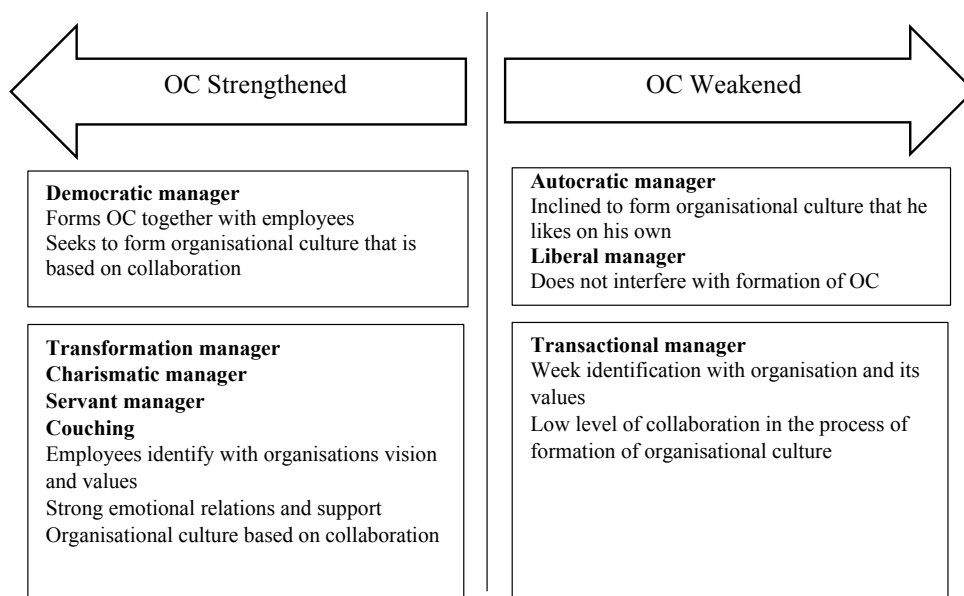 OC Strengthened
Democratic manager
Forms OC together with employees
Seeks to form organisational culture that is
based on collaboration
Transformation manager
Charismatic manager
Servant manager
Couching
Employees identify with organisations vision
and values
Strong emotional relations and support
Organisational culture based on collaboration
OC Weakened
Autocratic manager
Inclined to form organisational culture that he
likes on his own
Liberal manager
Does not interfere with formation of OC
Transactional manager
Week identification with organisation and its
values
Low level of collaboration in the process of
formation of organisational culture